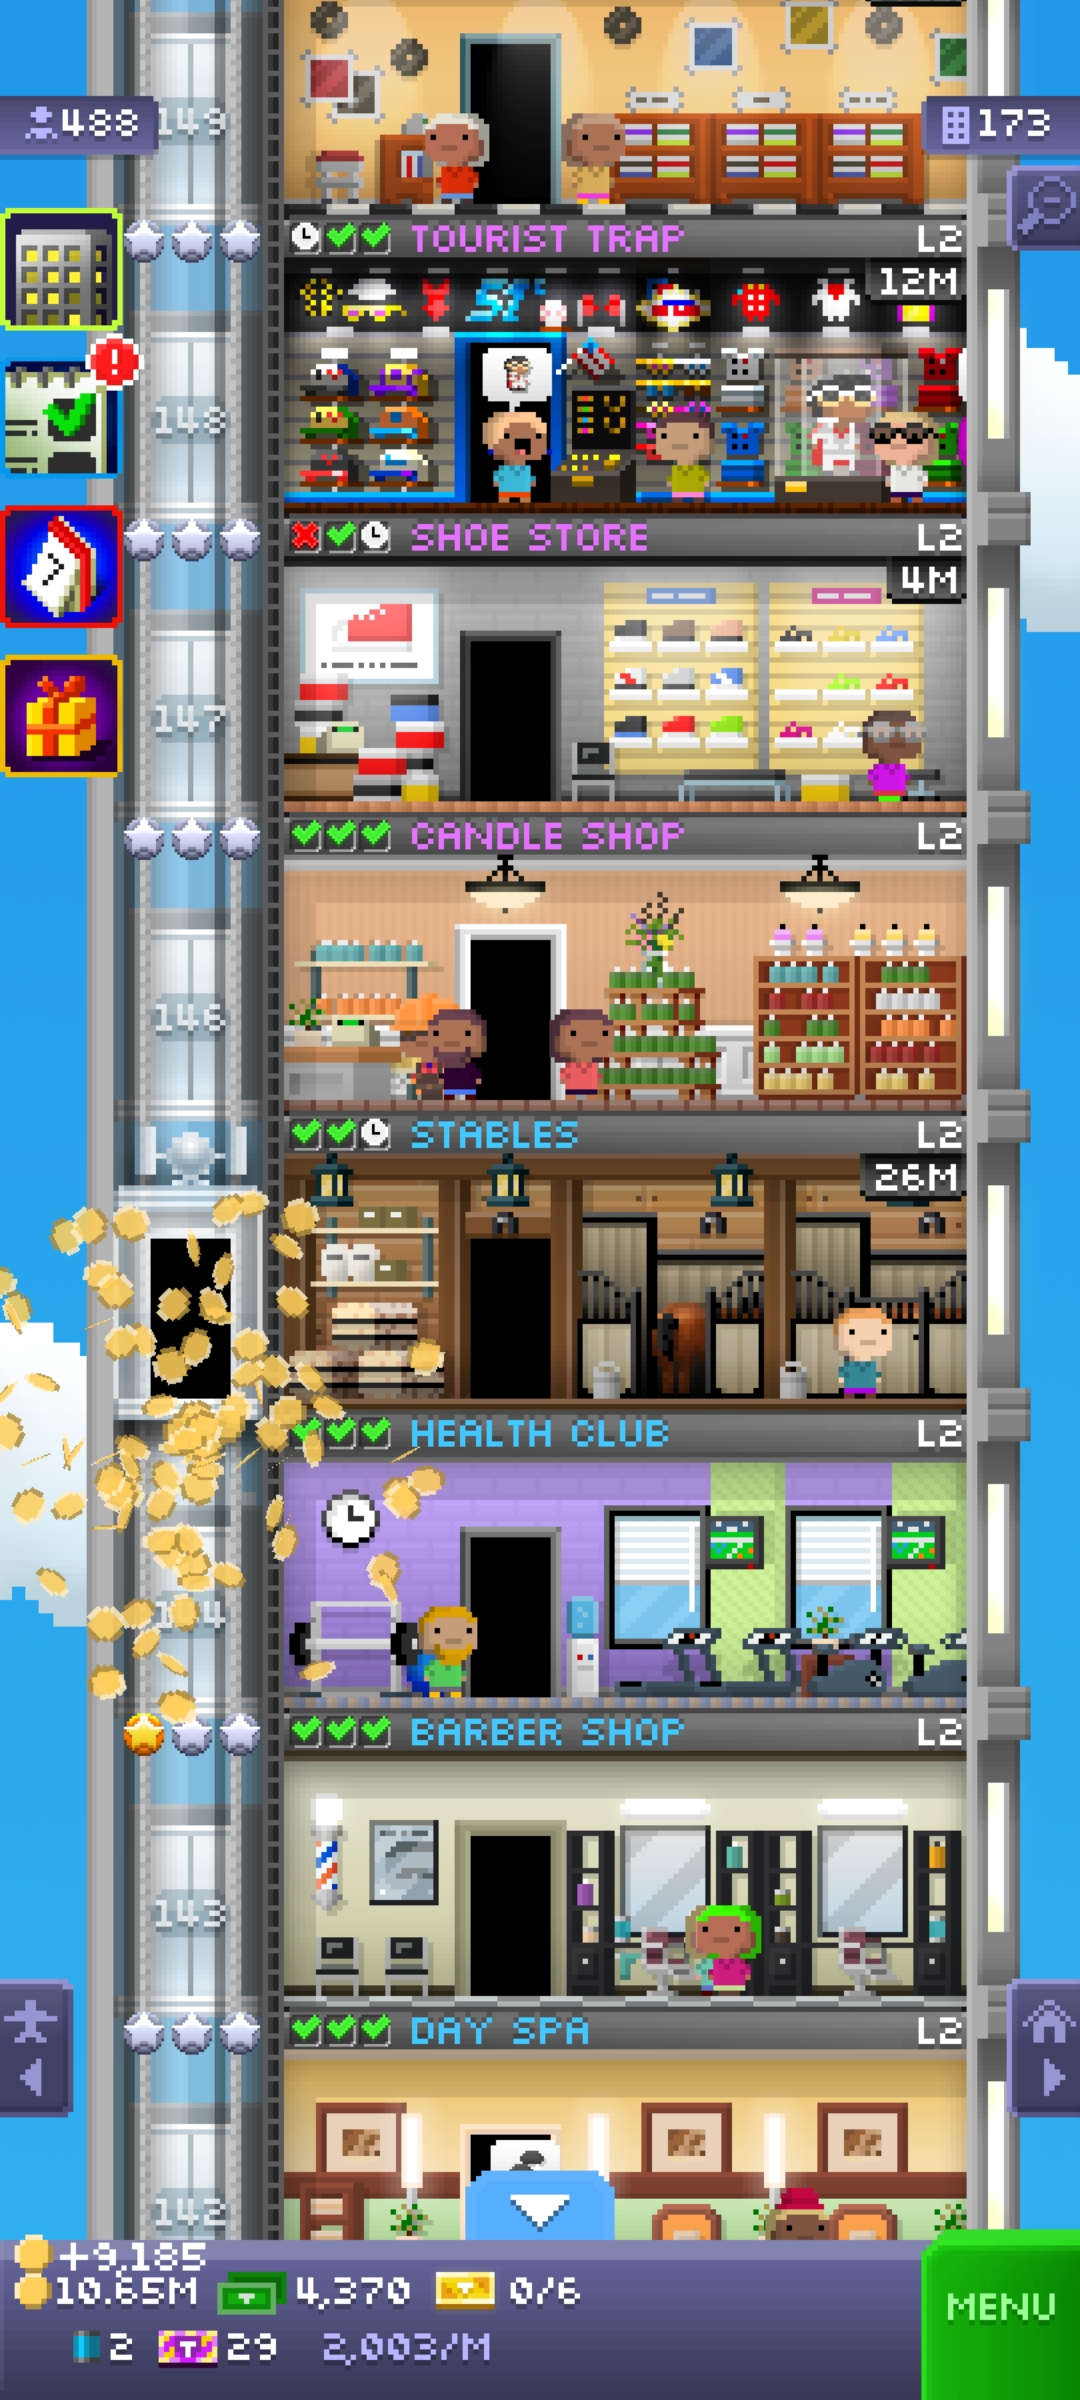 488
149
173
TOURIST TRAP L2
12M
148
SHOE STORE L2
4M
7
147
CANDLE SHOP L2
146
STABLES L2
26M
HEALTH CLUB L2
BARBER SHOP L2
143
DAY SPA L2
142
+9,185
10.65M 4,370 0/6
2 T 29 2,003/M
MENU